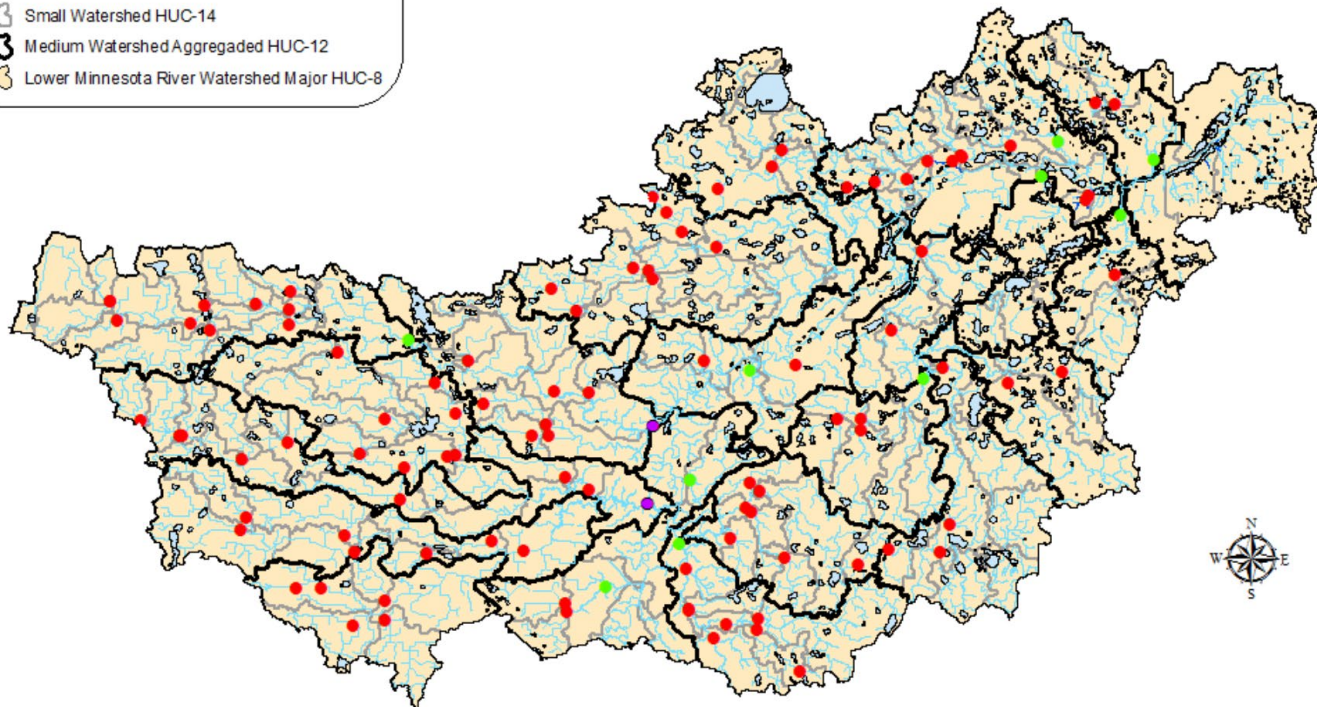 Small Watershed HUC-14
Medium Watershed Aggregaded HUC-12
Lower Minnesota River Watershed Major HUC-8
N
W E
S